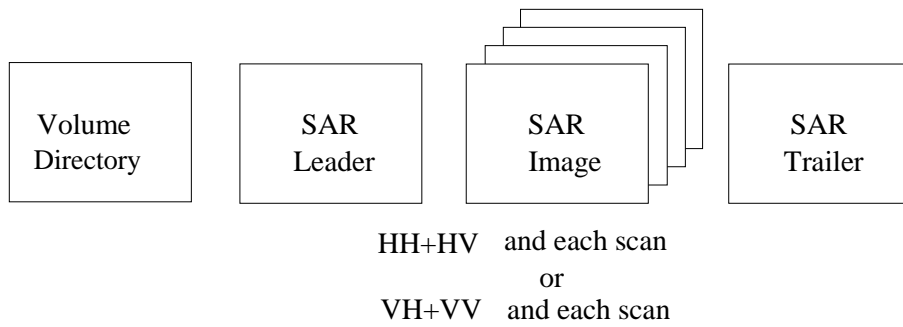 Volume
Directory
SAR
Leader
SAR
Image
SAR
Trailer
HH+HV and each scan
or
VH+VV and each scan